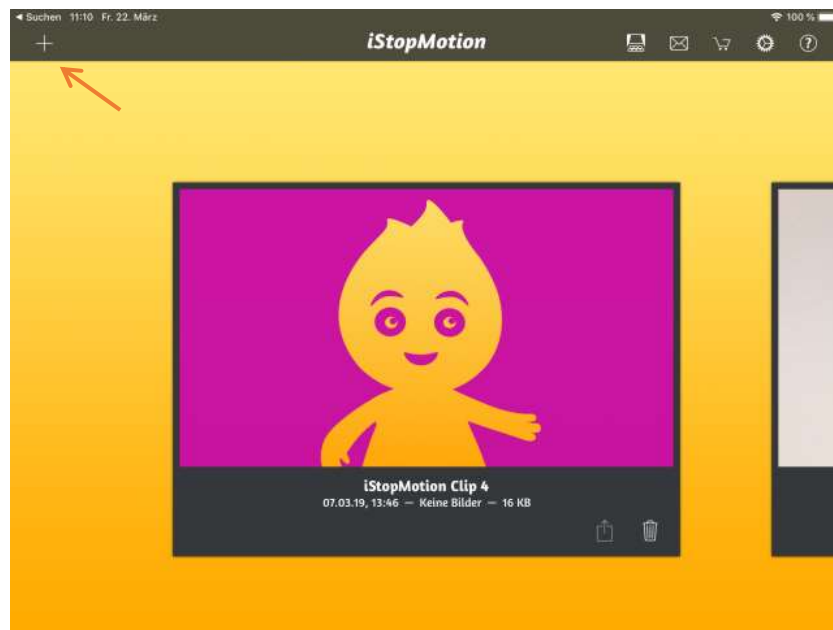 ◀ Suchen 11:10 Fr. 22. März 100 %
iStopMotion
iStopMotion Clip 4
07.03.19, 13:46 — Keine Bilder — 16 KB